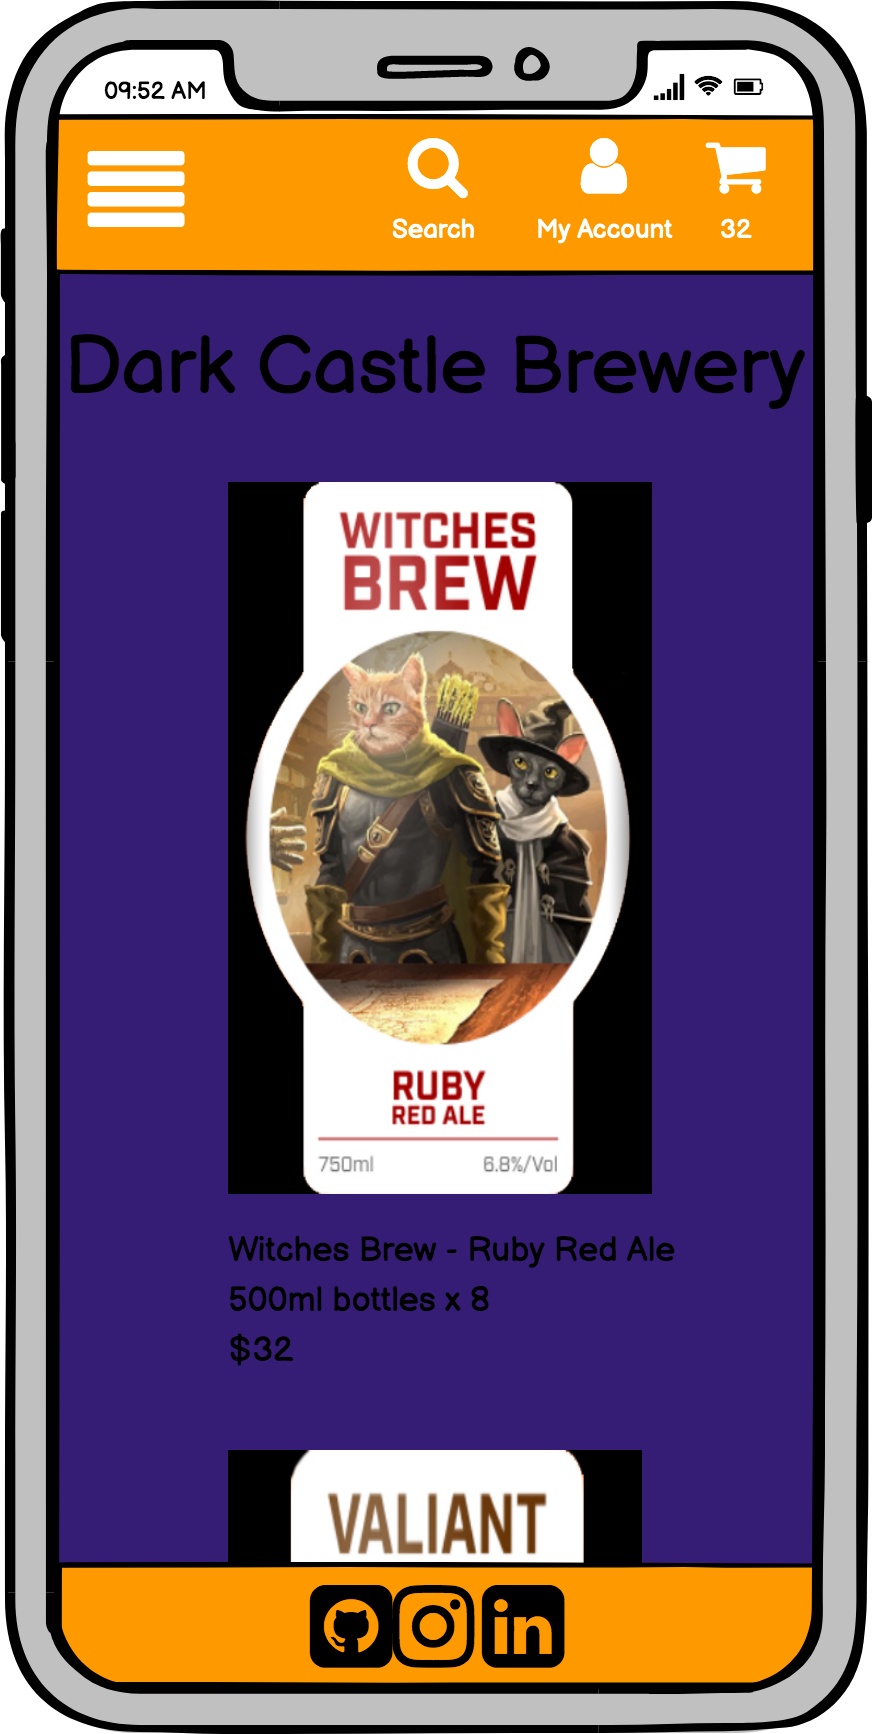 09:52 AM
Search
My Account
32
Dark Castle Brewery
WITCHES
BREW
RUBY
RED ALE
750ml 6.8%/Vol
Witches Brew - Ruby Red Ale
500ml bottles x 8
$32
VALIANT
in